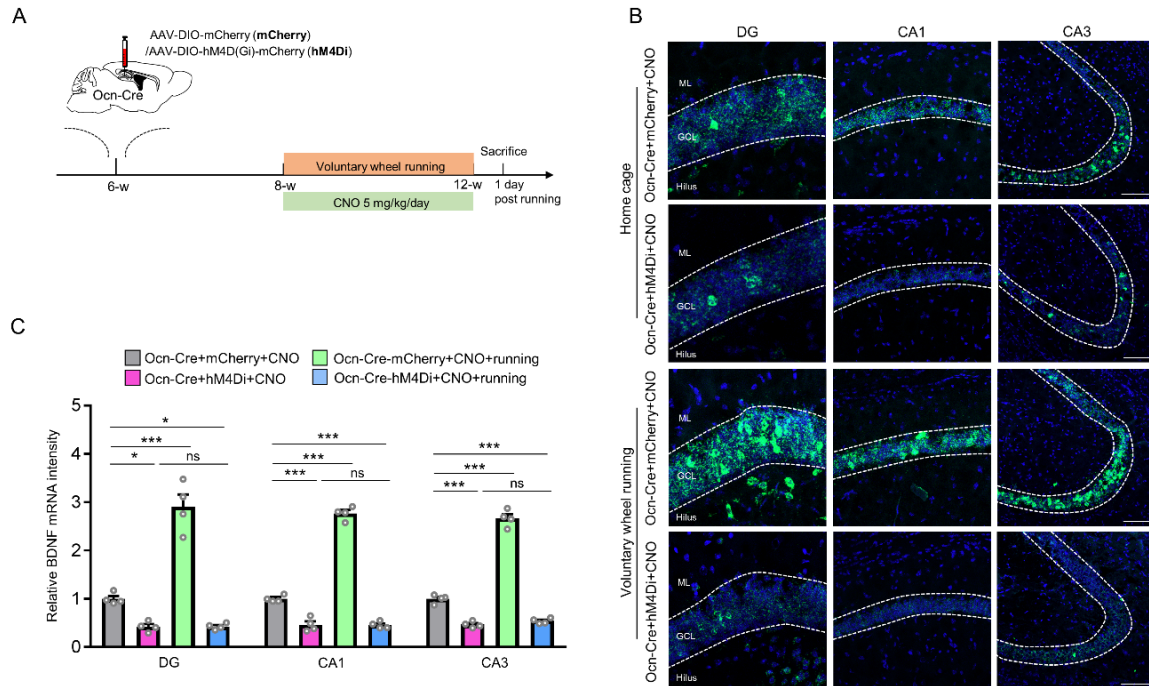 A
AAV-DIO-mCherry (mCherry)
/AAV-DIO-hM4D(Gi)-mCherry (hM4Di)
Ocn-Cre
6-w
8-w
Voluntary wheel running
12-w
CNO 5 mg/kg/day
Sacrifice
1 day
post running
B
DG
CA1
CA3
Home cage
Ocn-Cre+mCherry+CNO
ML
GCL
Hilus
Ocn-Cre+hM4Di+CNO
ML
GCL
Hilus
Voluntary wheel running
Ocn-Cre+mCherry+CNO
ML
GCL
Hilus
Ocn-Cre+hM4Di+CNO
ML
GCL
Hilus
C
Ocn-Cre+mCherry+CNO
Ocn-Cre-mCherry+CNO+running
Ocn-Cre+hM4Di+CNO
Ocn-Cre-hM4Di+CNO+running
Relative BDNF mRNA intensity
5
4
3
2
1
0
*
***
* ns
***
***
*** ns
***
***
*** ns
DG
CA1
CA3